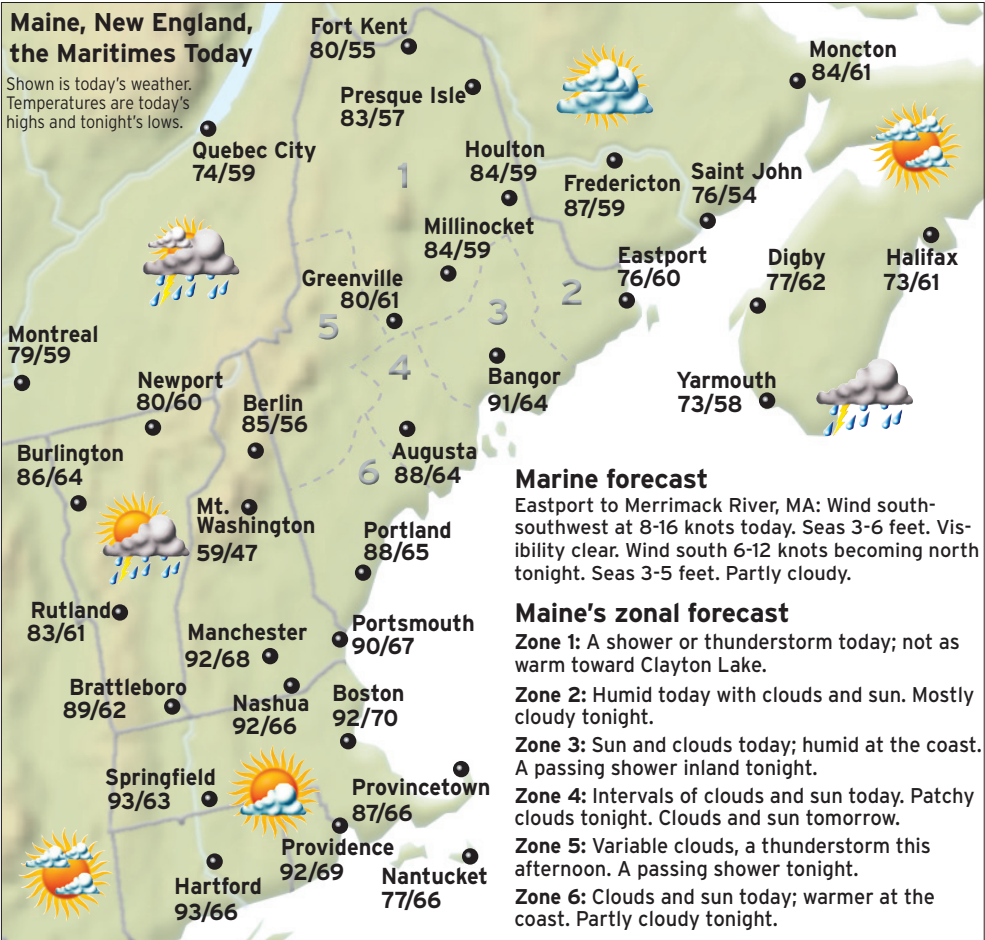 Maine, New England,
the Maritimes Today
Shown is today's weather.
Temperatures are today's
highs and tonight's lows.
Fort Kent
80/55
Moncton
84/61
Presque Isle
83/57
Quebec City
74/59
Houlton
84/59
1
Fredericton
87/59
Saint John
76/54
Millinocket
84/59
Eastport
76/60
Digby
77/62
Halifax
73/61
Greenville
80/61
2
3
5
Montreal
79/59
4
Newport
80/60
Berlin
85/56
Bangor
91/64
Yarmouth
73/58
Burlington
86/64
Augusta
88/64
6
Mt.
Washington
59/47
Portland
88/65
Rutland
83/61
Manchester
92/68
Portsmouth
90/67
Brattleboro
89/62
Nashua
92/66
Boston
92/70
Springfield
93/63
Provincetown
87/66
Providence
92/69
Hartford
93/66
Nantucket
77/66
Marine forecast
Eastport to Merrimack River, MA: Wind south-
southwest at 8-16 knots today. Seas 3-6 feet. Vis-
ibility clear. Wind south 6-12 knots becoming north
tonight. Seas 3-5 feet. Partly cloudy.
Maine's zonal forecast
Zone 1: A shower or thunderstorm today; not as
warm toward Clayton Lake.
Zone 2: Humid today with clouds and sun. Mostly
cloudy tonight.
Zone 3: Sun and clouds today; humid at the coast.
A passing shower inland tonight.
Zone 4: Intervals of clouds and sun today. Patchy
clouds tonight. Clouds and sun tomorrow.
Zone 5: Variable clouds, a thunderstorm this
afternoon. A passing shower tonight.
Zone 6: Clouds and sun today; warmer at the
coast. Partly cloudy tonight.